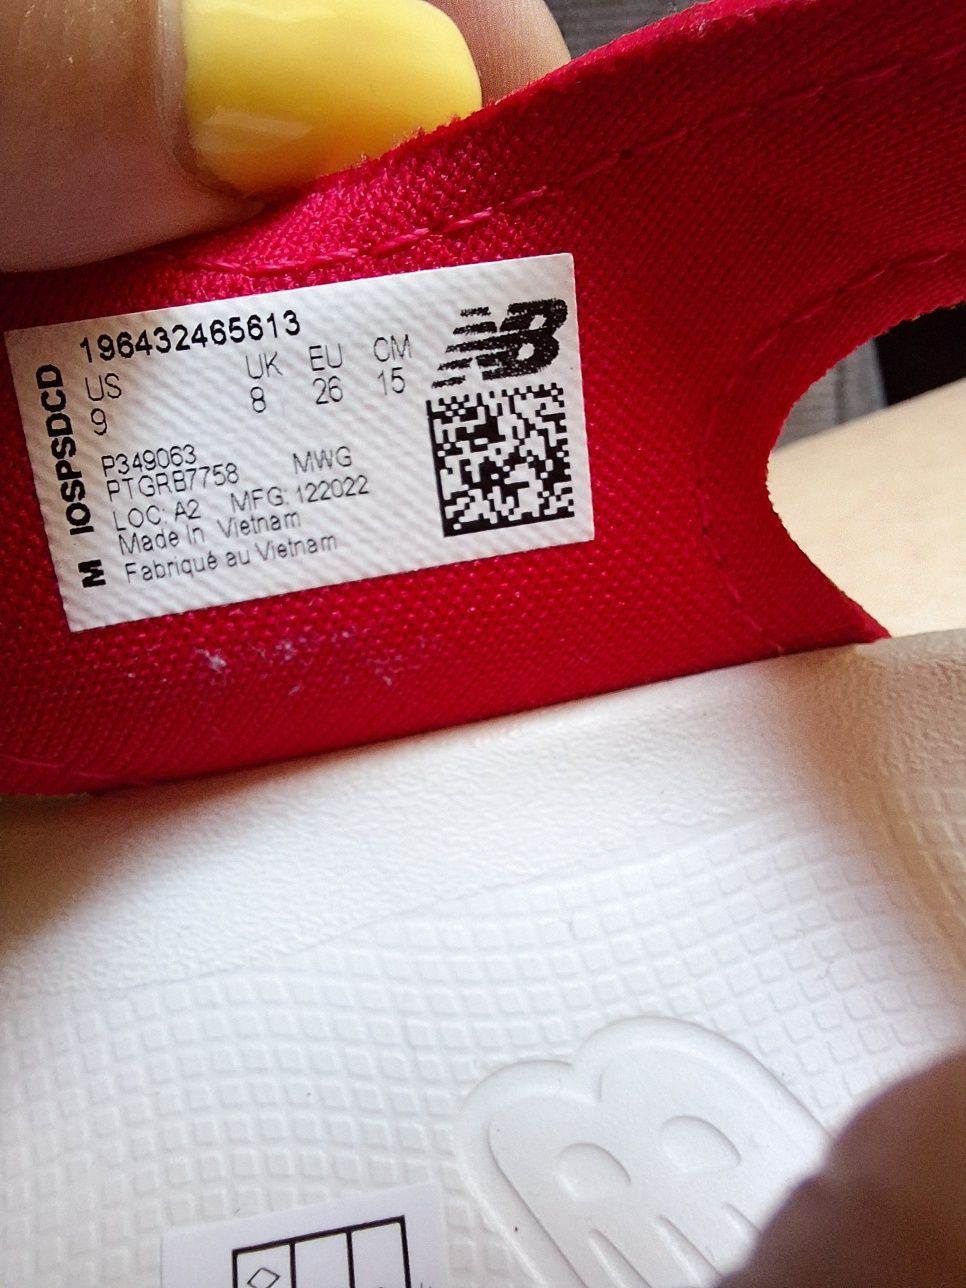 196432465613
US UK EU CM
9 8 26 15
P349063
PTGRB7758 MWG
LOC: A2 MFG: 122022
Made In Vietnam
Fabriqué au Vietnam
M IOSPSDCD
NB